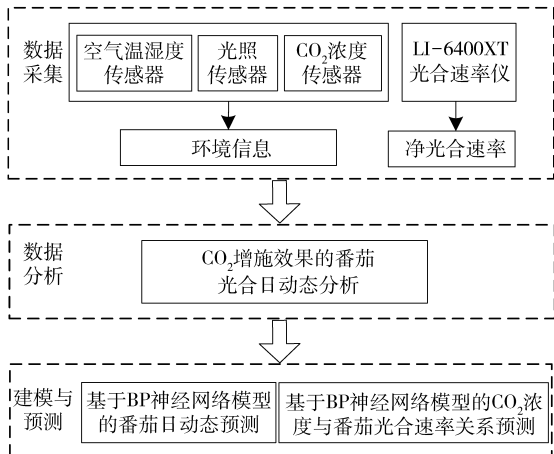 数据
采集
空气温湿度
传感器
光照
传感器
CO₂浓度
传感器
LI-6400XT
光合速率仪
环境信息
净光合速率
数据
分析
CO₂增施效果的番茄
光合日动态分析
建模与
预测
基于BP神经网络模型
的番茄日动态预测
基于BP神经网络模型的CO₂浓
度与番茄光合速率关系预测